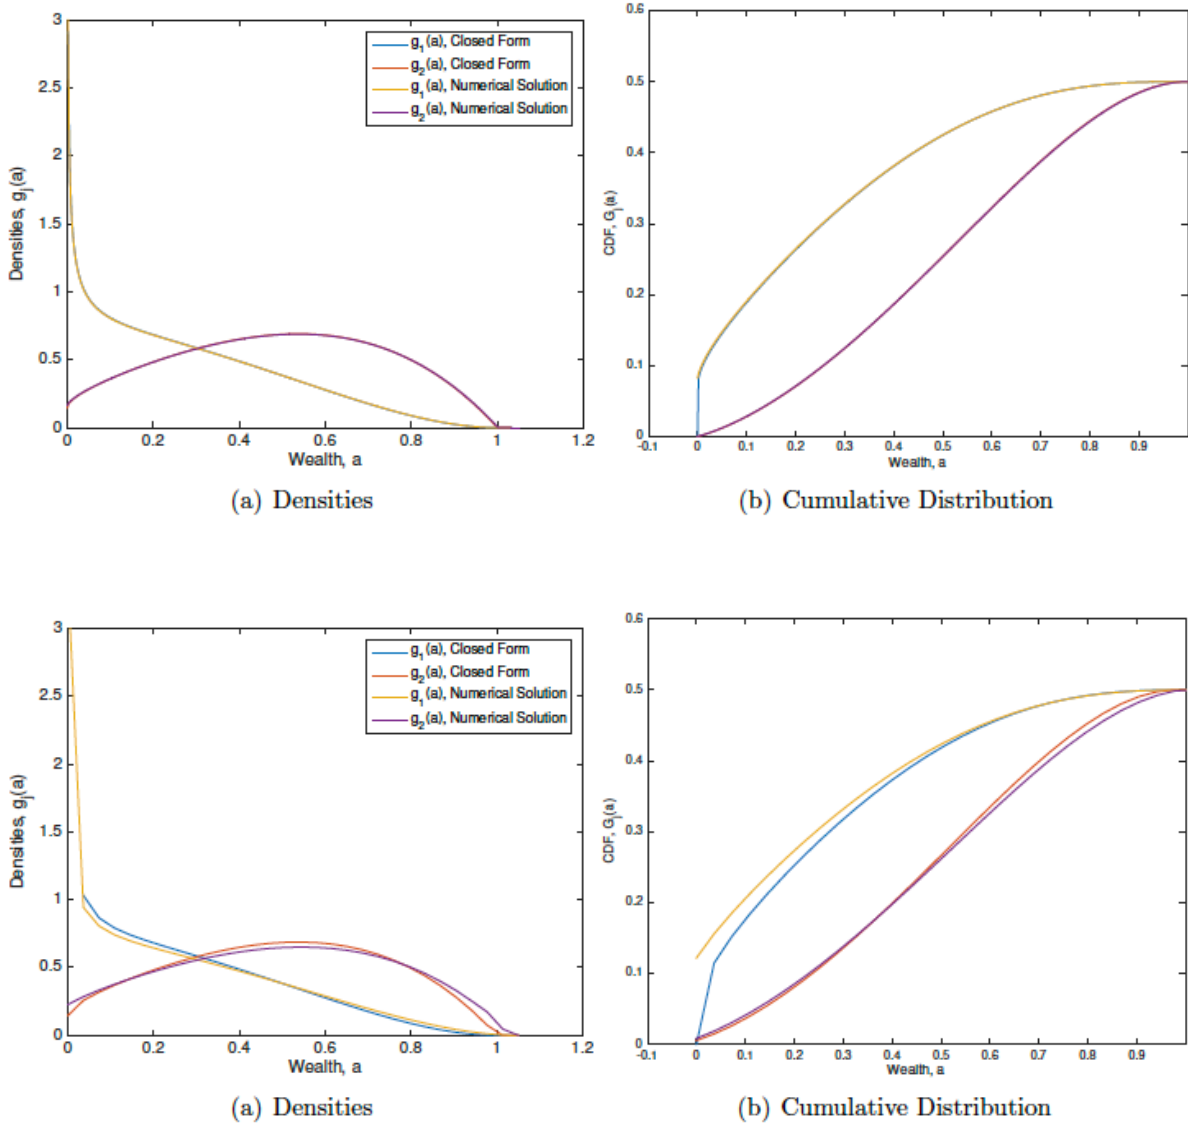 3
2.5
2
1.5
1
0.5
0
Densities, g_j(a)
g_1(a), Closed Form
g_2(a), Closed Form
g_1(a), Numerical Solution
g_2(a), Numerical Solution
0 0.2 0.4 0.6 0.8 1 1.2
Wealth, a
(a) Densities
0.6
0.5
0.4
0.3
0.2
0.1
0
CDF, G_j(a)
-0.1 0 0.1 0.2 0.3 0.4 0.5 0.6 0.7 0.8 0.9
Wealth, a
(b) Cumulative Distribution
3
2.5
2
1.5
1
0.5
0
Densities, g_j(a)
g_1(a), Closed Form
g_2(a), Closed Form
g_1(a), Numerical Solution
g_2(a), Numerical Solution
0 0.2 0.4 0.6 0.8 1 1.2
Wealth, a
(a) Densities
0.6
0.5
0.4
0.3
0.2
0.1
0
CDF, G_j(a)
-0.1 0 0.1 0.2 0.3 0.4 0.5 0.6 0.7 0.8 0.9
Wealth, a
(b) Cumulative Distribution